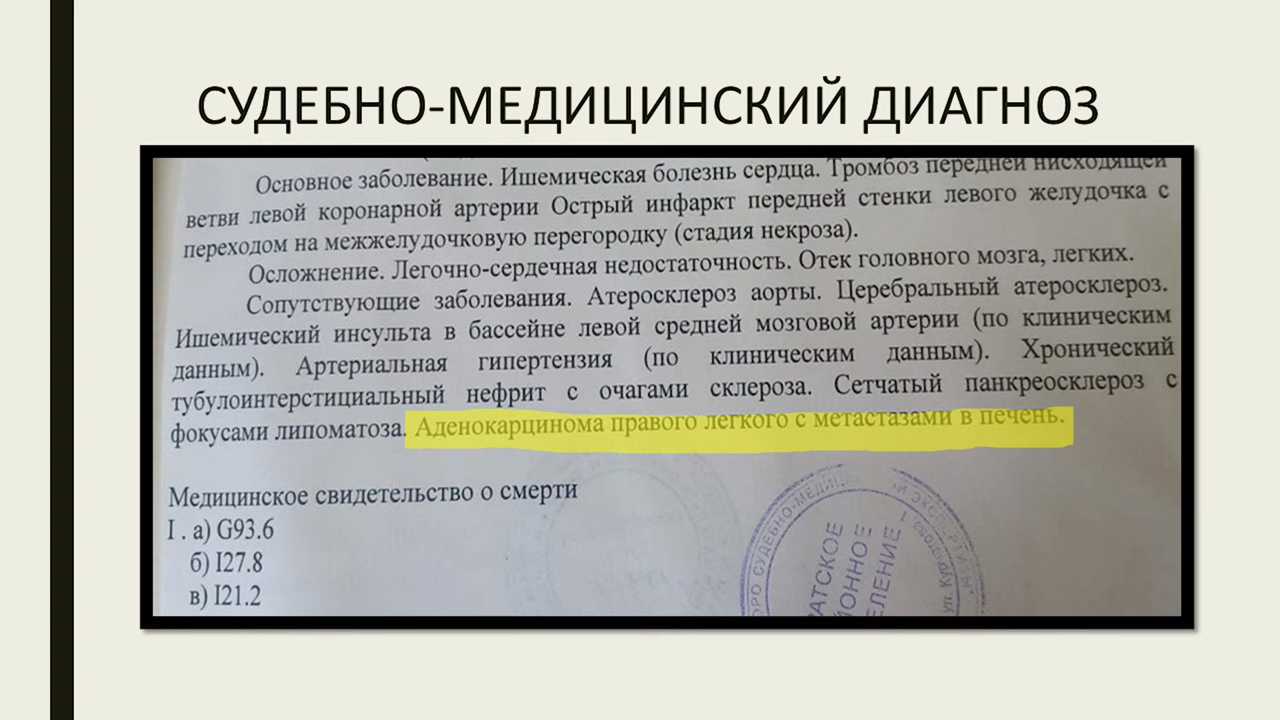 СУДЕБНО-МЕДИЦИНСКИЙ ДИАГНОЗ
Основное заболевание. Ишемическая болезнь сердца. Тромбоз передней нисходящей
ветви левой коронарной артерии Острый инфаркт передней стенки левого желудочка с
переходом на межжелудочковую перегородку (стадия некроза).
Осложнение. Легочно-сердечная недостаточность. Отек головного мозга, легких.
Сопутствующие заболевания. Атеросклероз аорты. Церебральный атеросклероз.
Ишемический инсульта в бассейне левой средней мозговой артерии (по клиническим
данным). Артериальная гипертензия (по клиническим данным). Хронический
тубулоинтерстициальный нефрит с очагами склероза. Сетчатый панкреосклероз с
фокусами липоматоза. Аденокарцинома правого легкого с метастазами в печень.
Медицинское свидетельство о смерти
I . а) G93.6
б) I27.8
в) I21.2
БЮРО СУДЕБНО-МЕДИЦИНСКОЙ ЭКСПЕРТИЗЫ